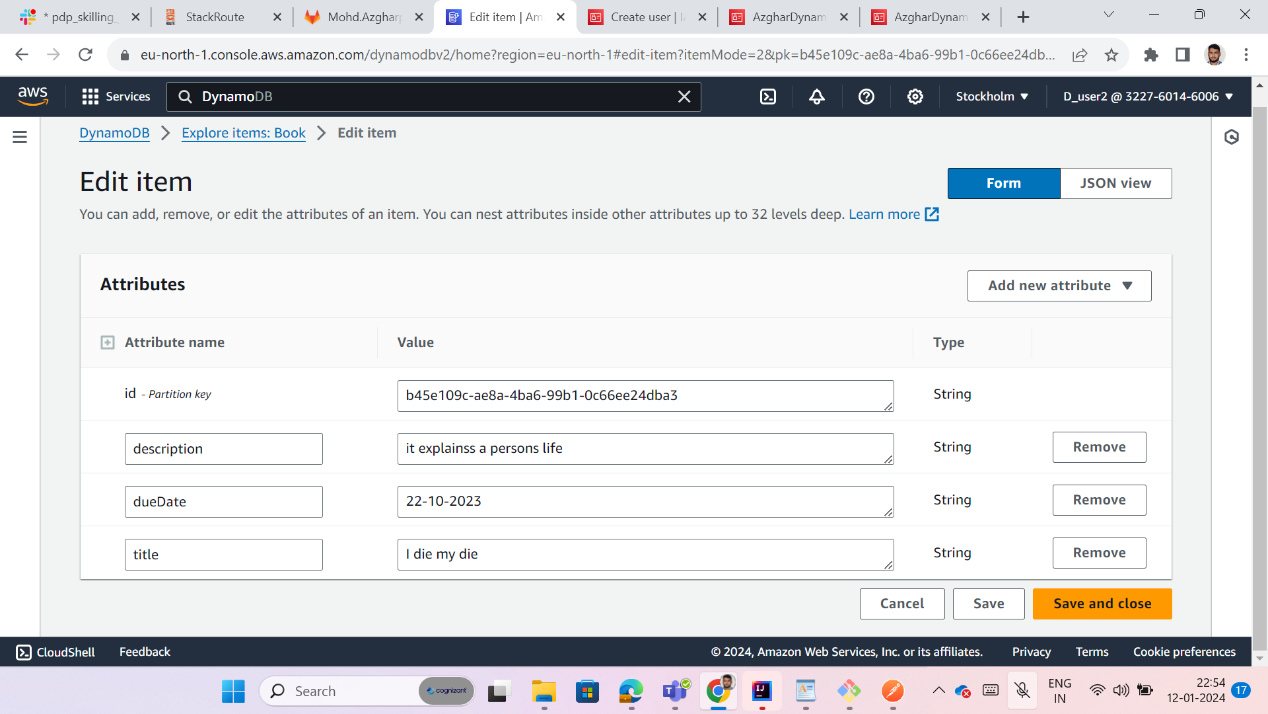 * pdp_skilling_
StackRoute
Mohd.Azghar
Edit item | Am
Create user | I
AzgharDynam
AzgharDynam
eu-north-1.console.aws.amazon.com/dynamodbv2/home?region=eu-north-1#edit-item?itemMode=2&pk=b45e109c-ae8a-4ba6-99b1-0c66ee24db...
aws
Services
DynamoDB
Stockholm
D_user2 @ 3227-6014-6006
DynamoDB
Explore items: Book
Edit item
Edit item
Form
JSON view
You can add, remove, or edit the attributes of an item. You can nest attributes inside other attributes up to 32 levels deep. Learn more
Attributes
Add new attribute
Attribute name
Value
Type
id - Partition key
b45e109c-ae8a-4ba6-99b1-0c66ee24dba3
String
description
it explainss a persons life
String
Remove
dueDate
22-10-2023
String
Remove
title
I die my die
String
Remove
Cancel
Save
Save and close
CloudShell
Feedback
© 2024, Amazon Web Services, Inc. or its affiliates.
Privacy
Terms
Cookie preferences
Search
cognizant
ENG
IN
22:54
12-01-2024
17